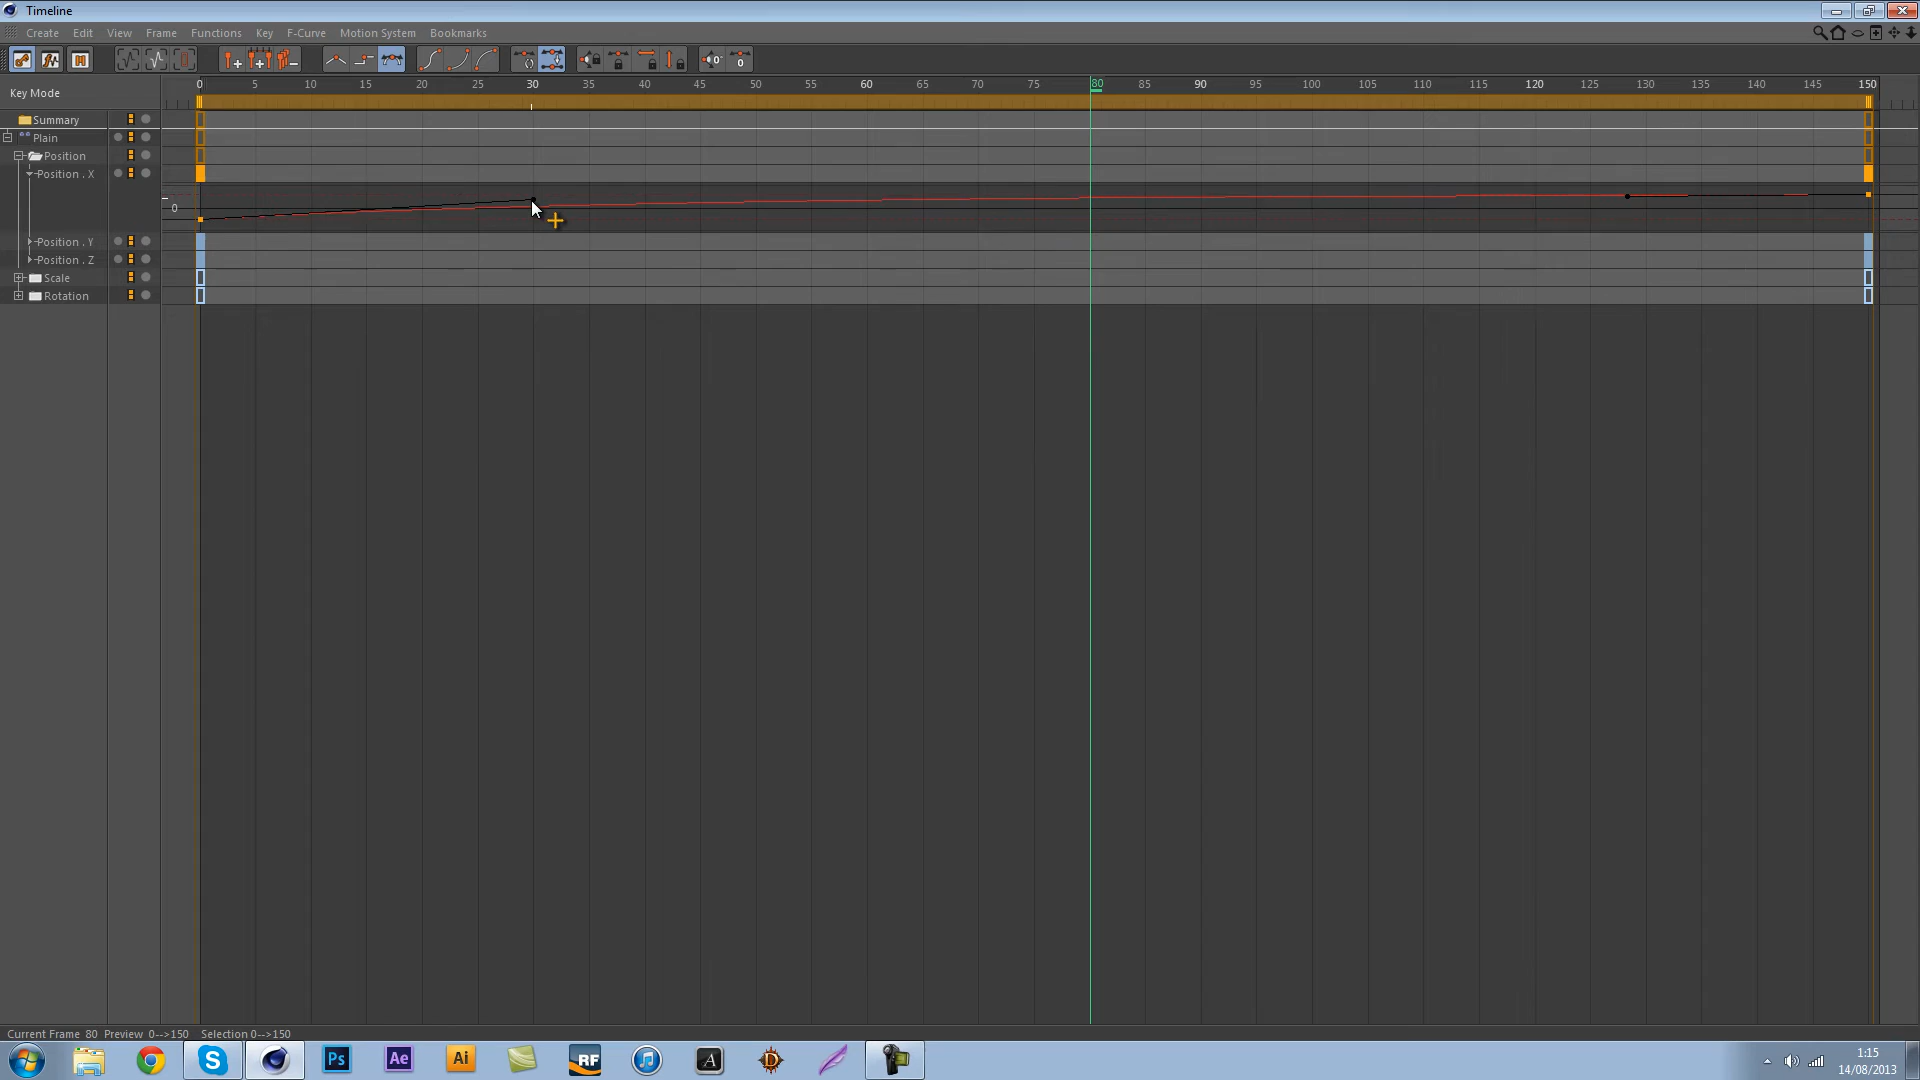 Timeline
Create Edit View Frame Functions Key F-Curve Motion System Bookmarks
Key Mode
0 5 10 15 20 25 30 35 40 45 50 55 60 65 70 75 80 85 90 95 100 105 110 115 120 125 130 135 140 145 150
Summary
Plain
Position
Position . X
0
Position . Y
Position . Z
Scale
Rotation
Current Frame 80 Preview 0-->150 Selection 0-->150
Ps Ae Ai RF A
1:15
14/08/2013